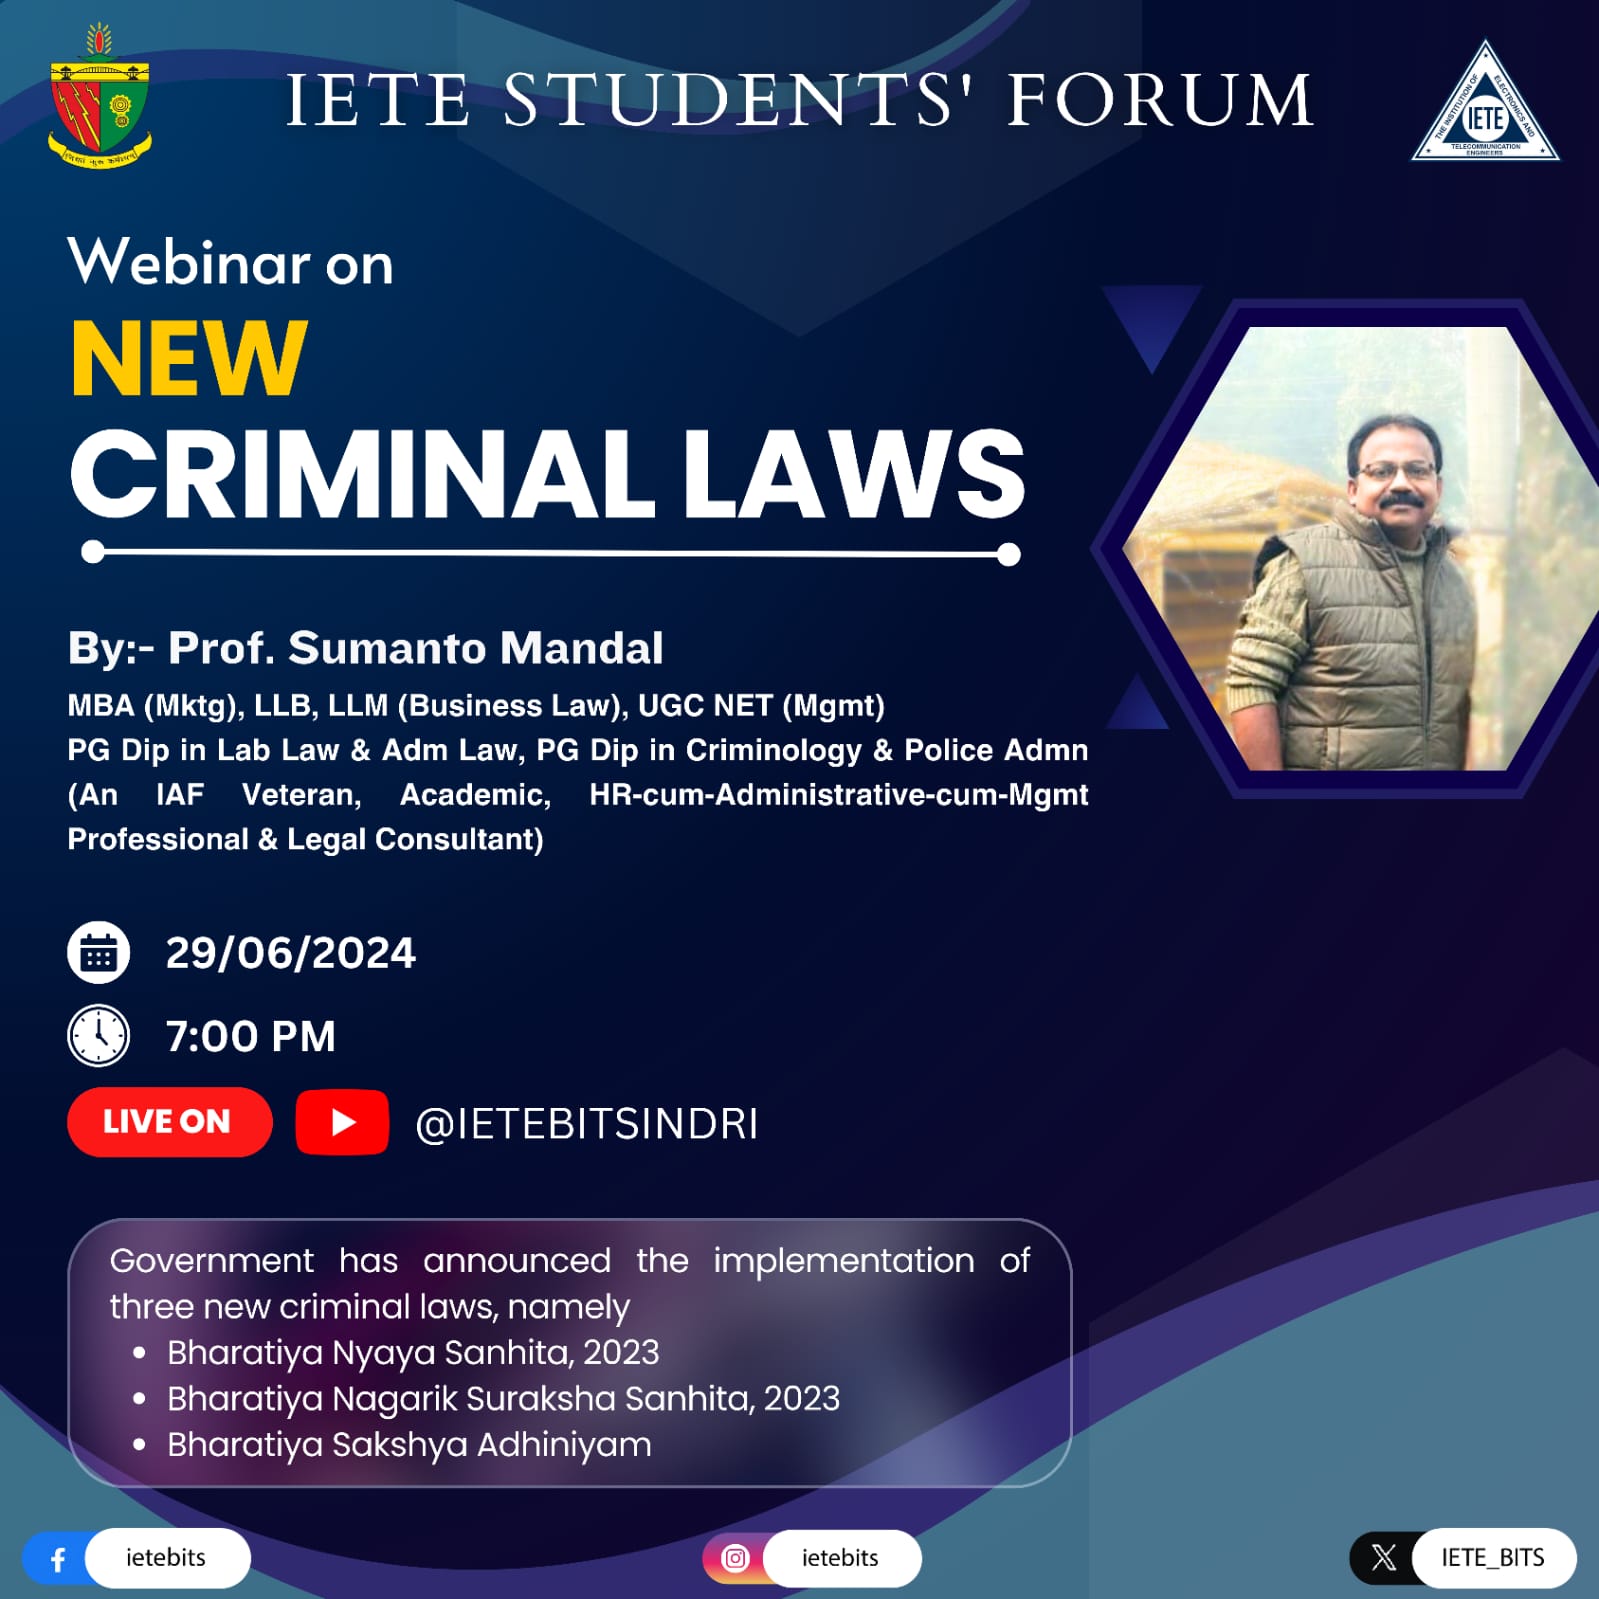 IETE STUDENTS' FORUM
THE INSTITUTION OF
ELECTRONICS AND
IETE
TELECOMMUNICATION
ENGINEERS
Webinar on
NEW
CRIMINAL LAWS
By:- Prof. Sumanto Mandal
MBA (Mktg), LLB, LLM (Business Law), UGC NET (Mgmt)
PG Dip in Lab Law & Adm Law, PG Dip in Criminology & Police Admn
(An IAF Veteran, Academic, HR-cum-Administrative-cum-Mgmt
Professional & Legal Consultant)
29/06/2024
7:00 PM
LIVE ON @IETEBITSINDRI
Government has announced the implementation of
three new criminal laws, namely
• Bharatiya Nyaya Sanhita, 2023
• Bharatiya Nagarik Suraksha Sanhita, 2023
• Bharatiya Sakshya Adhiniyam
ietebits
ietebits
IETE_BITS